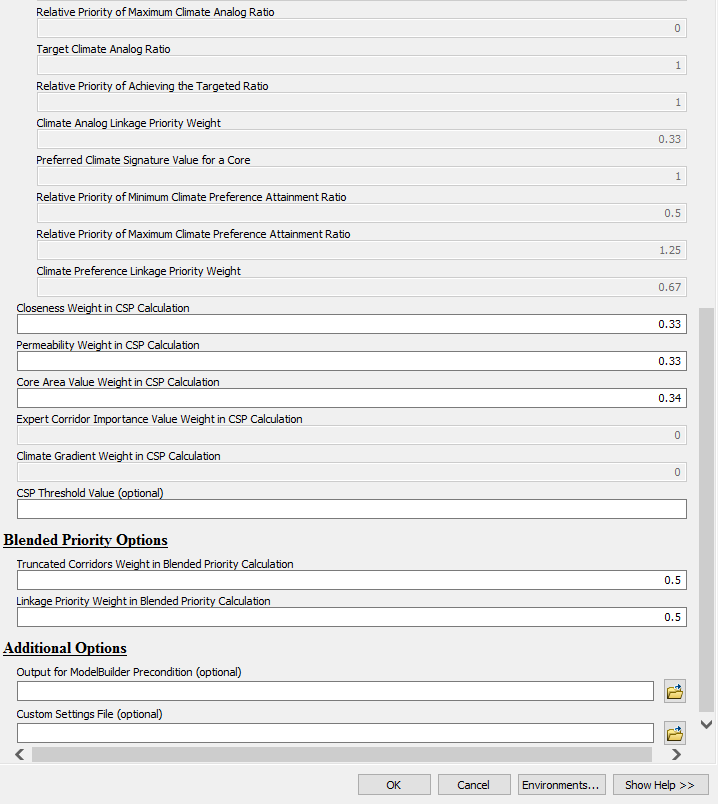 Relative Priority of Maximum Climate Analog Ratio
0
Target Climate Analog Ratio
1
Relative Priority of Achieving the Targeted Ratio
1
Climate Analog Linkage Priority Weight
0.33
Preferred Climate Signature Value for a Core
1
Relative Priority of Minimum Climate Preference Attainment Ratio
0.5
Relative Priority of Maximum Climate Preference Attainment Ratio
1.25
Climate Preference Linkage Priority Weight
0.67
Closeness Weight in CSP Calculation
0.33
Permeability Weight in CSP Calculation
0.33
Core Area Value Weight in CSP Calculation
0.34
Expert Corridor Importance Value Weight in CSP Calculation
0
Climate Gradient Weight in CSP Calculation
0
CSP Threshold Value (optional)
Blended Priority Options
Truncated Corridors Weight in Blended Priority Calculation
0.5
Linkage Priority Weight in Blended Priority Calculation
0.5
Additional Options
Output for ModelBuilder Precondition (optional)
Custom Settings File (optional)
OK Cancel Environments... Show Help >>